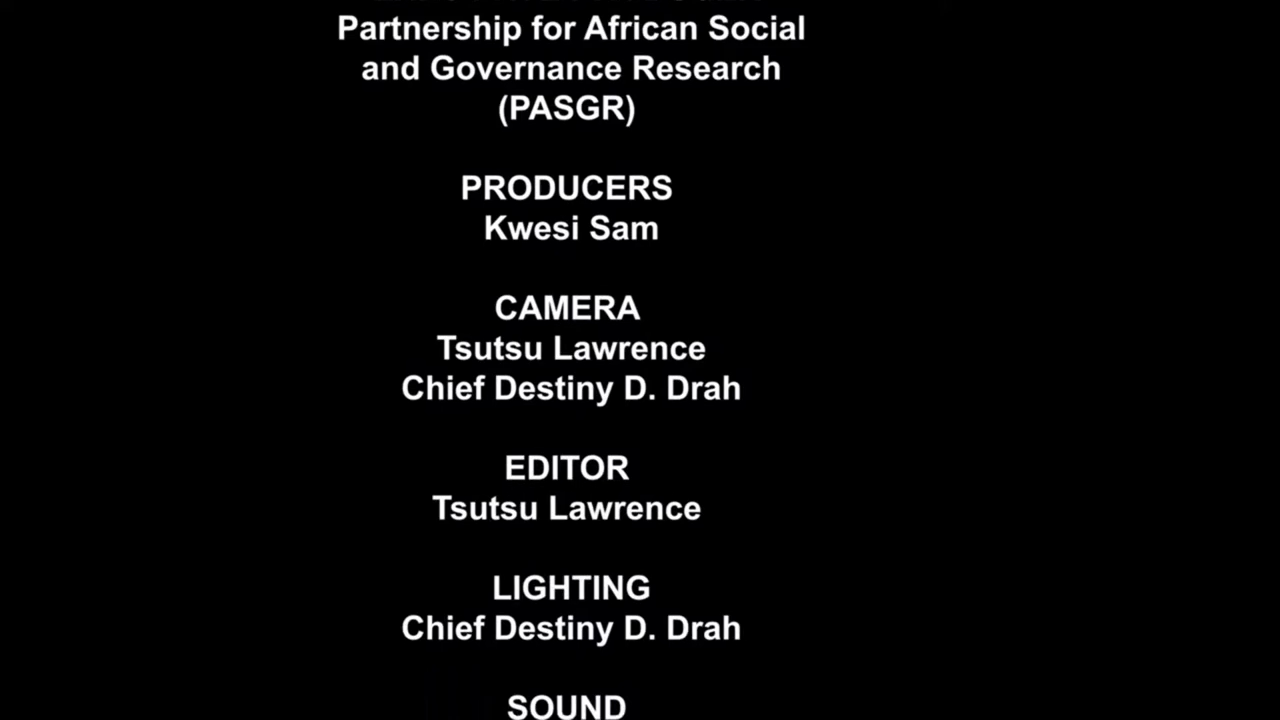 Partnership for African Social
and Governance Research
(PASGR)
PRODUCERS
Kwesi Sam
CAMERA
Tsutsu Lawrence
Chief Destiny D. Drah
EDITOR
Tsutsu Lawrence
LIGHTING
Chief Destiny D. Drah
SOUND